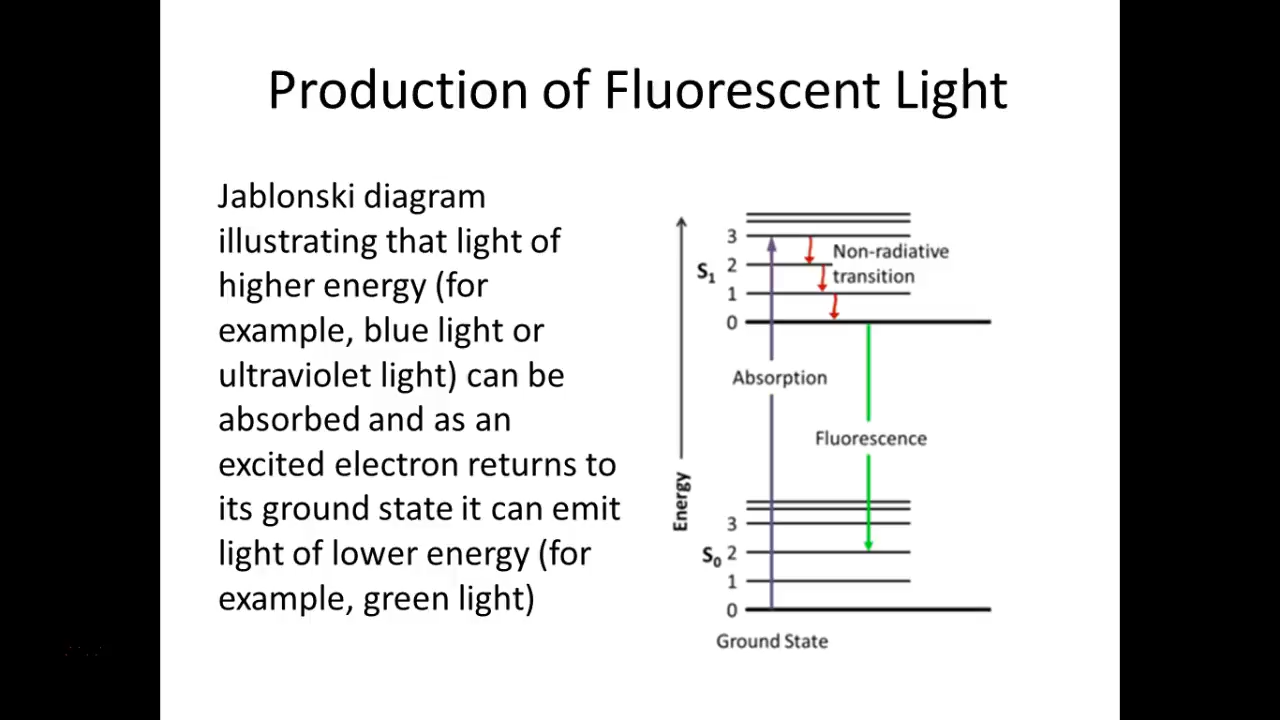 Production of Fluorescent Light
Jablonski diagram
illustrating that light of
higher energy (for
example, blue light or
ultraviolet light) can be
absorbed and as an
excited electron returns to
its ground state it can emit
light of lower energy (for
example, green light)
Energy
S1
3
2
1
0
Non-radiative
transition
Absorption
Fluorescence
S0
3
2
1
0
Ground State